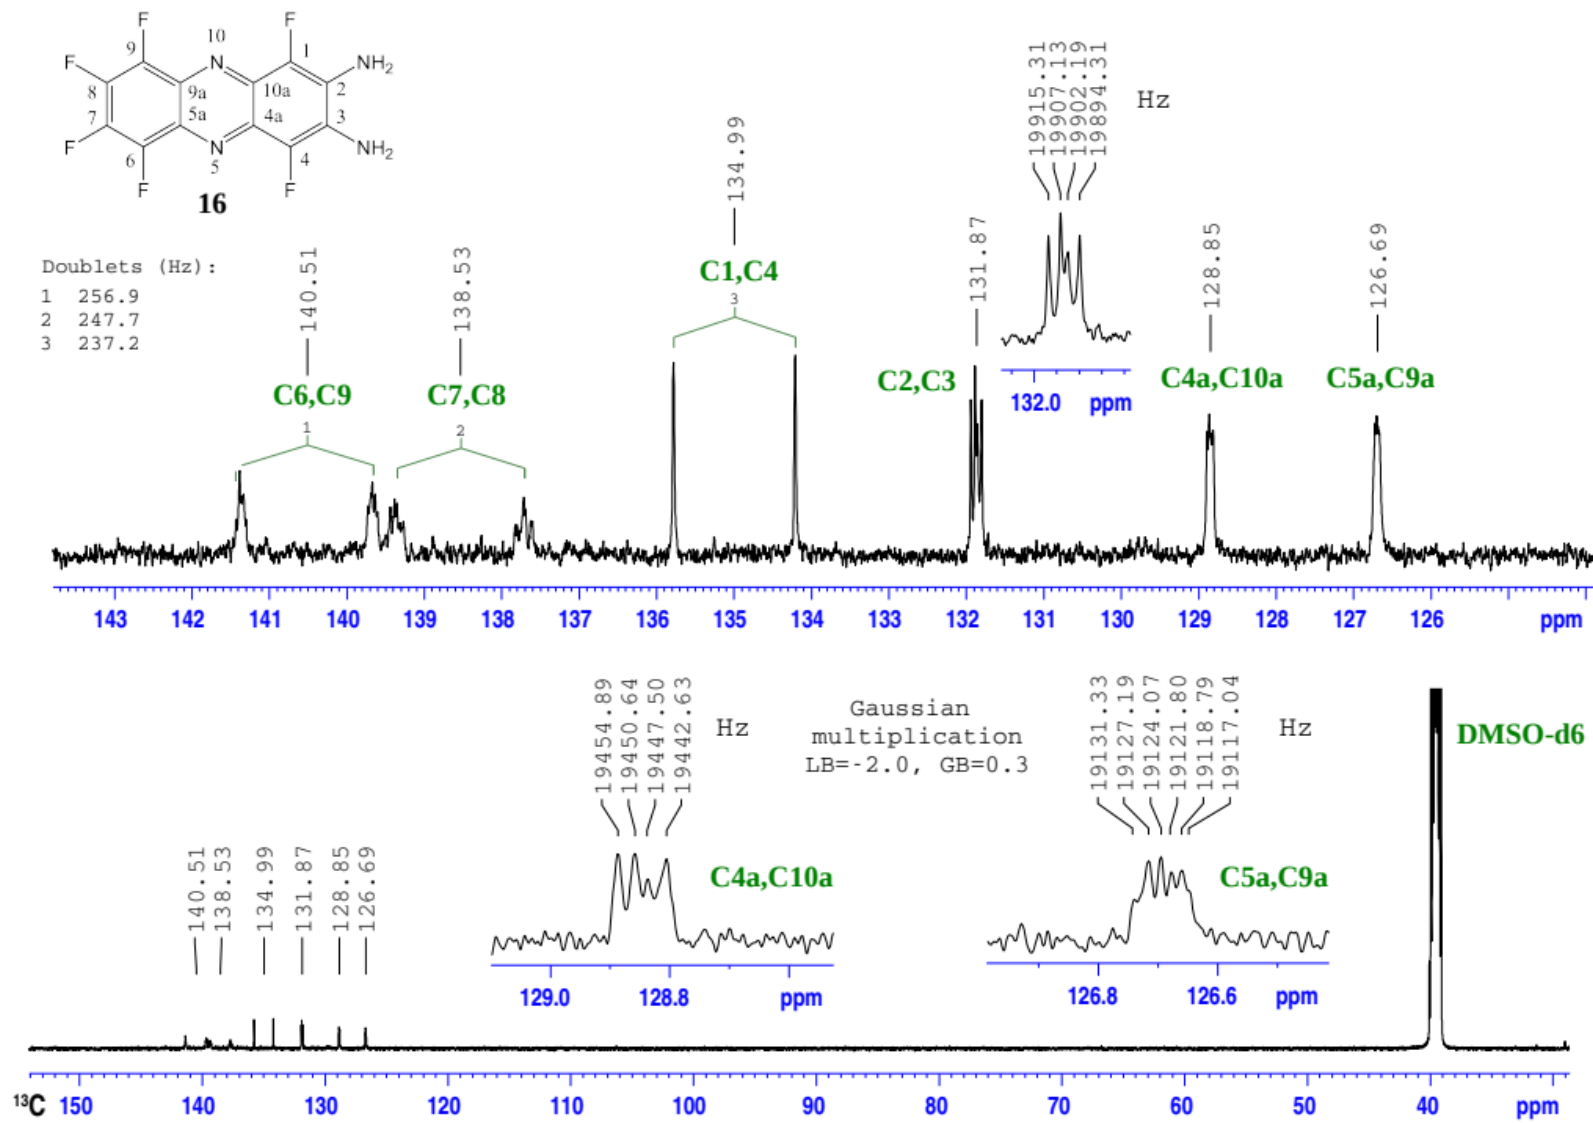 F
F
F
9
10
1
N
NH2
F
8
9a
10a
2
7
5a
4a
3
F
6
N
5
4
NH2
F
F
16
Doublets (Hz):
1 256.9
2 247.7
3 237.2
140.51
138.53
134.99
131.87
128.85
126.69
19915.31
19907.13
19902.19
19894.31
Hz
C6,C9
C7,C8
C1,C4
C2,C3
C4a,C10a
C5a,C9a
1
2
3
132.0 ppm
143 142 141 140 139 138 137 136 135 134 133 132 131 130 129 128 127 126 ppm
19454.89
19450.64
19447.50
19442.63
Hz
Gaussian
multiplication
LB=-2.0, GB=0.3
19131.33
19127.19
19124.07
19121.80
19118.79
19117.04
Hz
DMSO-d6
C4a,C10a
C5a,C9a
129.0 128.8 ppm
126.8 126.6 ppm
140.51
138.53
134.99
131.87
128.85
126.69
13C 150 140 130 120 110 100 90 80 70 60 50 40 ppm